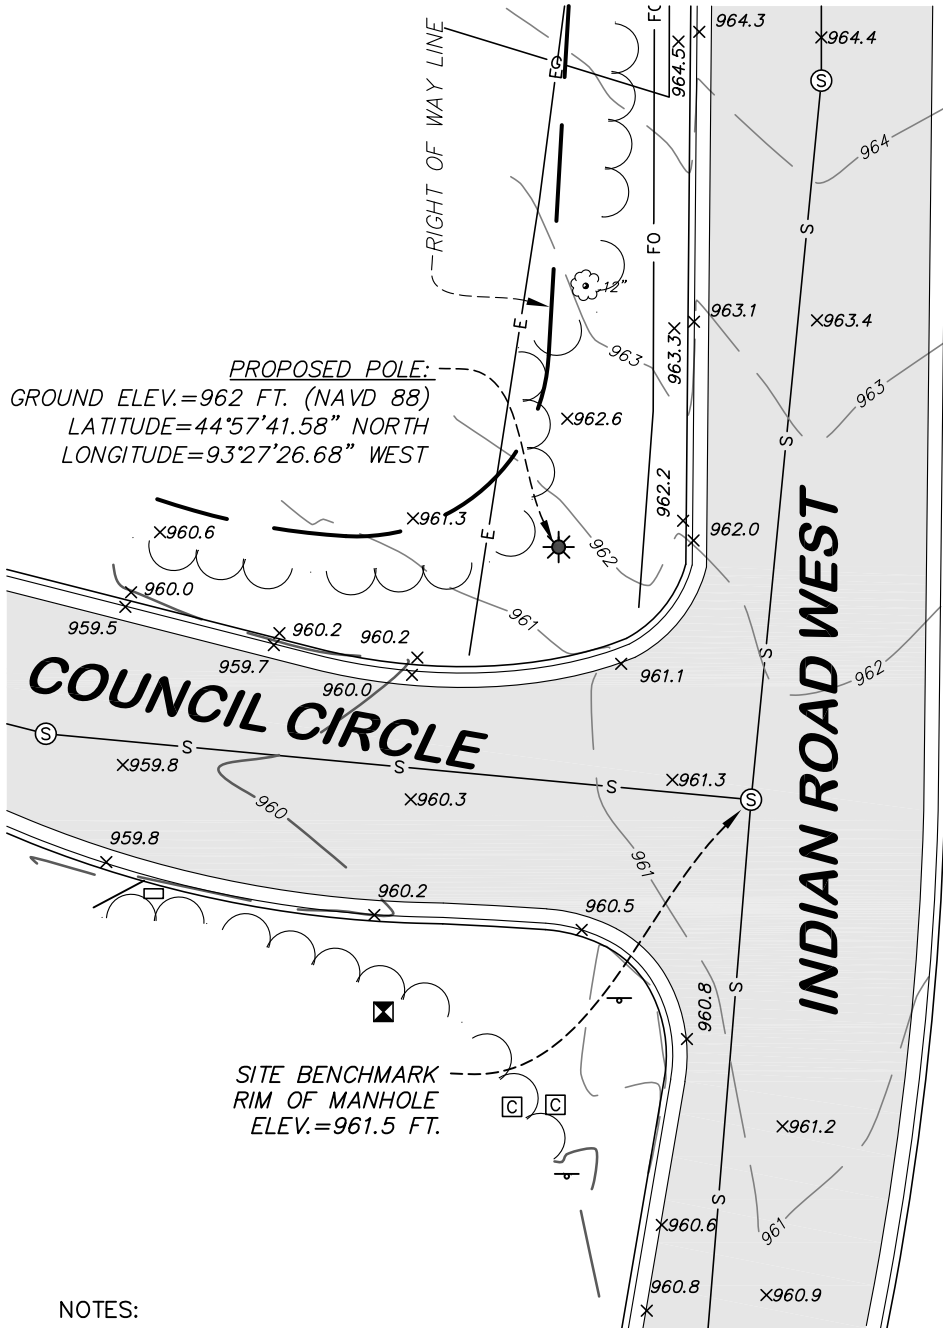 964.3
964.4
964.5
FO
E
G
RIGHT OF WAY LINE
964
S
S
FO
12"
963.1
963.4
E
963.3
963
963
PROPOSED POLE:
GROUND ELEV.=962 FT. (NAVD 88)
LATITUDE=44°57'41.58" NORTH
LONGITUDE=93°27'26.68" WEST
962.6
S
962.2
961.3
960.6
962.0
E
962
960.0
961
959.5
960.2
960.2
959.7
960.0
961.1
S
962
COUNCIL CIRCLE
INDIAN ROAD WEST
S
S
S
S
959.8
961.3
S
960.3
960
959.8
961
960.2
960.5
S
960.8
SITE BENCHMARK
RIM OF MANHOLE
ELEV.=961.5 FT.
C
C
961.2
S
960.6
961
960.8
960.9
NOTES: